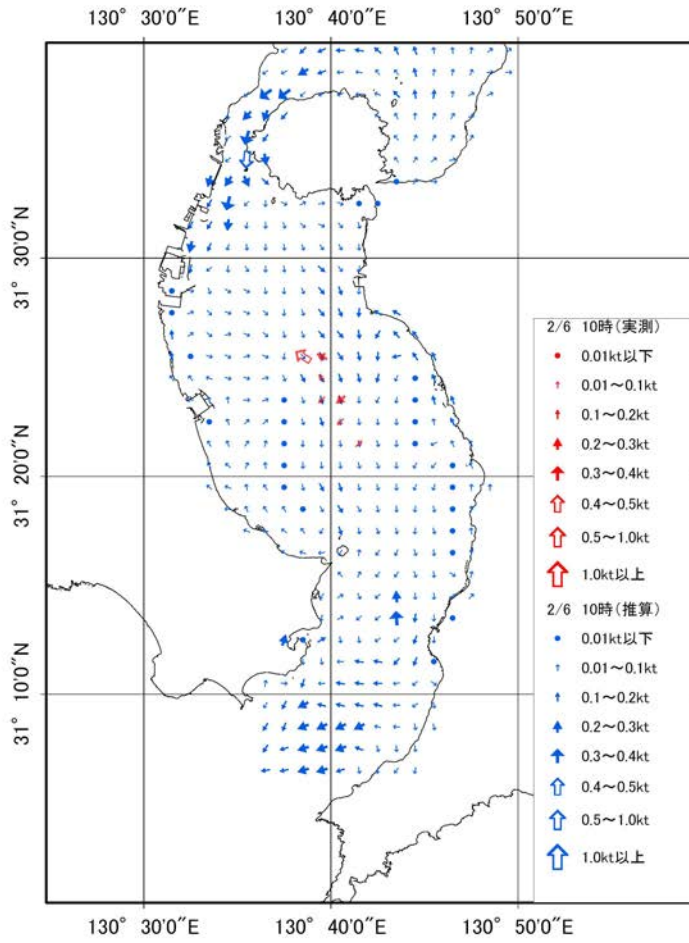 130° 30'0"E 130° 40'0"E 130° 50'0"E
31° 30'0"N
31° 20'0"N
31° 10'0"N
2/6 10時(実測)
0.01kt以下
0.01～0.1kt
0.1～0.2kt
0.2～0.3kt
0.3～0.4kt
0.4～0.5kt
0.5～1.0kt
1.0kt以上
2/6 10時(推算)
0.01kt以下
0.01～0.1kt
0.1～0.2kt
0.2～0.3kt
0.3～0.4kt
0.4～0.5kt
0.5～1.0kt
1.0kt以上
130° 30'0"E 130° 40'0"E 130° 50'0"E